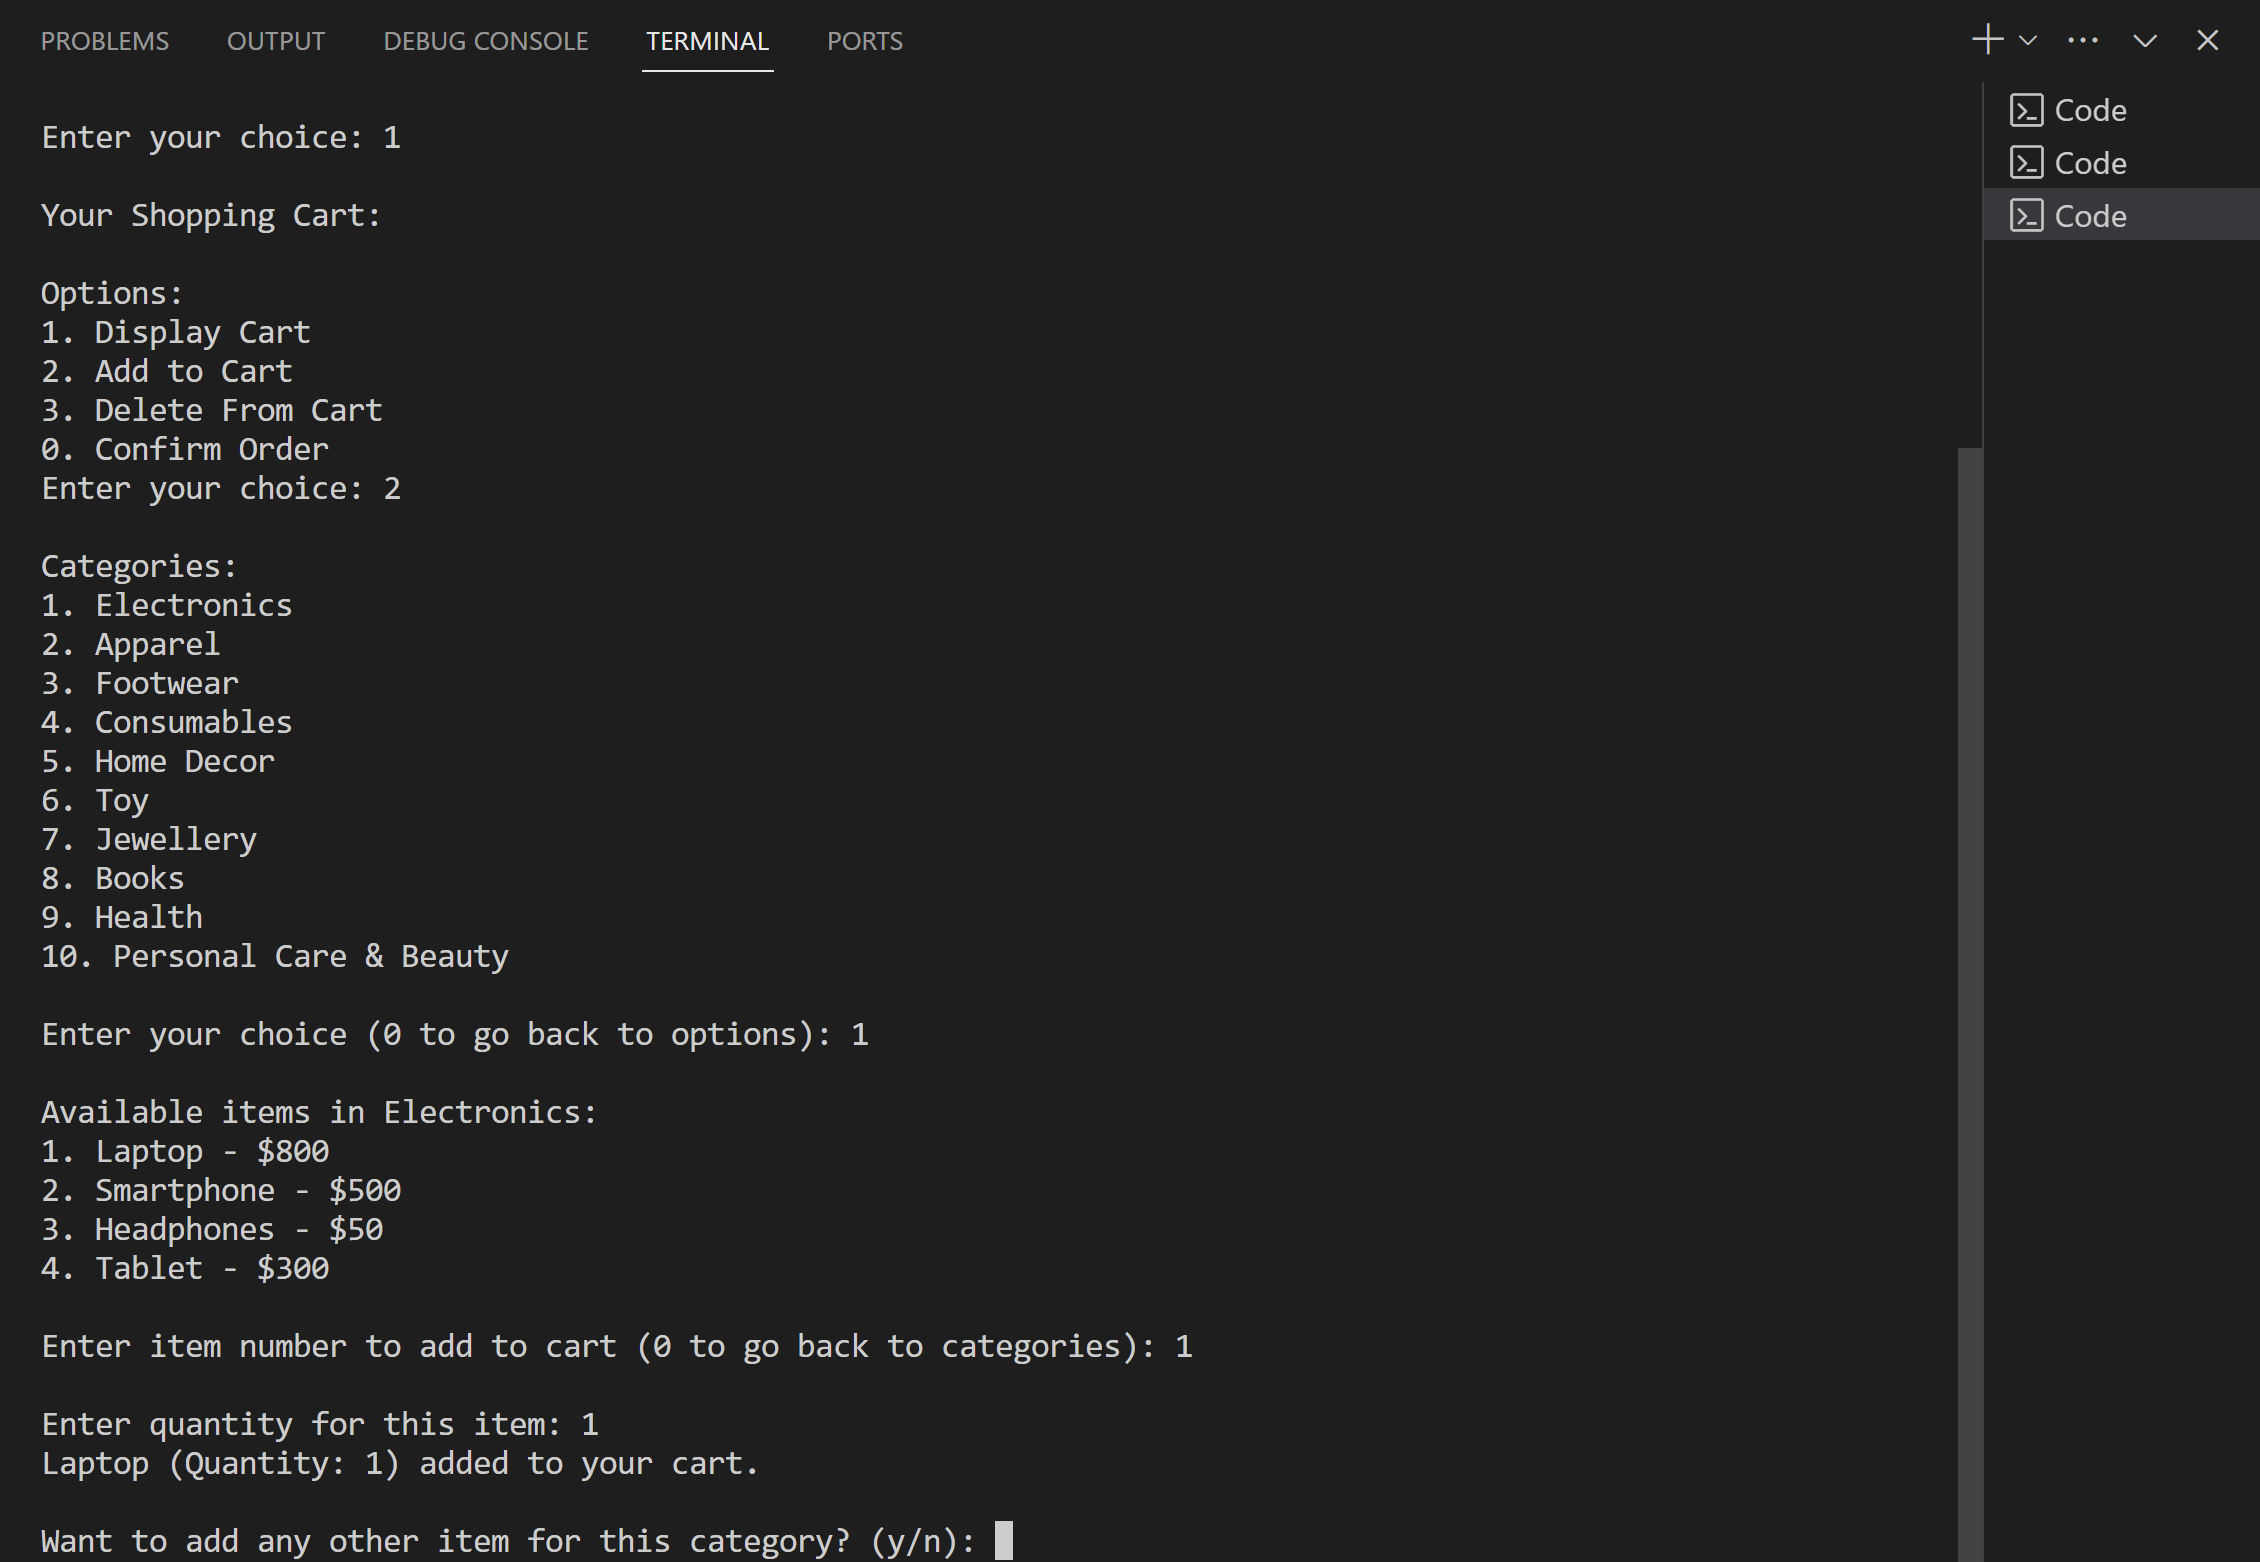 PROBLEMS OUTPUT DEBUG CONSOLE TERMINAL PORTS
Code
Code
Code
Enter your choice: 1
Your Shopping Cart:
Options:
1. Display Cart
2. Add to Cart
3. Delete From Cart
0. Confirm Order
Enter your choice: 2
Categories:
1. Electronics
2. Apparel
3. Footwear
4. Consumables
5. Home Decor
6. Toy
7. Jewellery
8. Books
9. Health
10. Personal Care & Beauty
Enter your choice (0 to go back to options): 1
Available items in Electronics:
1. Laptop - $800
2. Smartphone - $500
3. Headphones - $50
4. Tablet - $300
Enter item number to add to cart (0 to go back to categories): 1
Enter quantity for this item: 1
Laptop (Quantity: 1) added to your cart.
Want to add any other item for this category? (y/n):